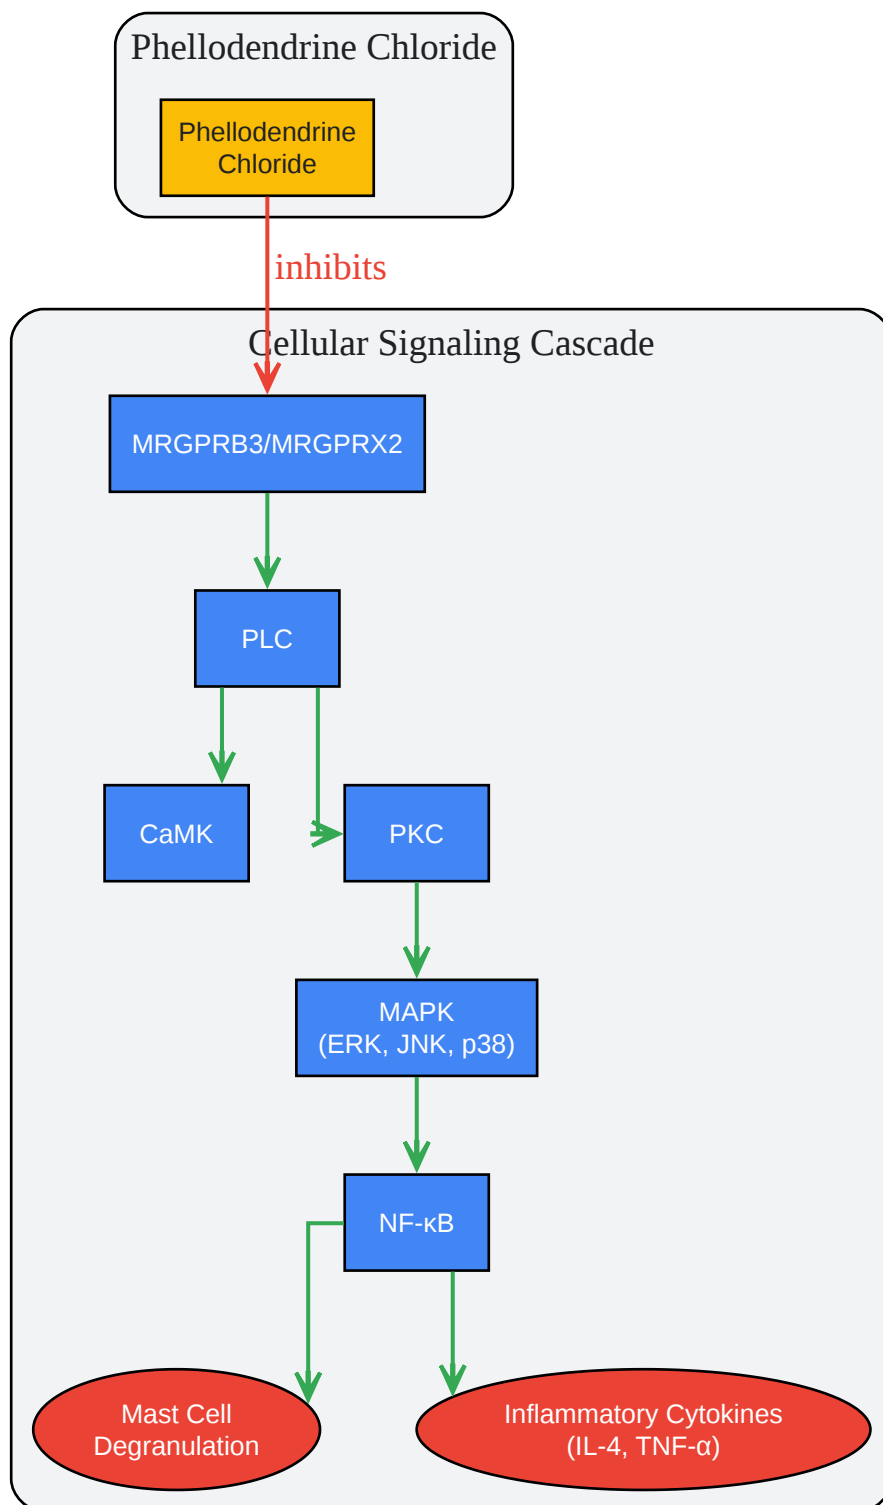 Phellodendrine Chloride
Phellodendrine
Chloride
inhibits
Cellular Signaling Cascade
MRGPRB3/MRGPRX2
PLC
CaMK
PKC
MAPK
(ERK, JNK, p38)
NF-κB
Mast Cell
Degranulation
Inflammatory Cytokines
(IL-4, TNF-α)